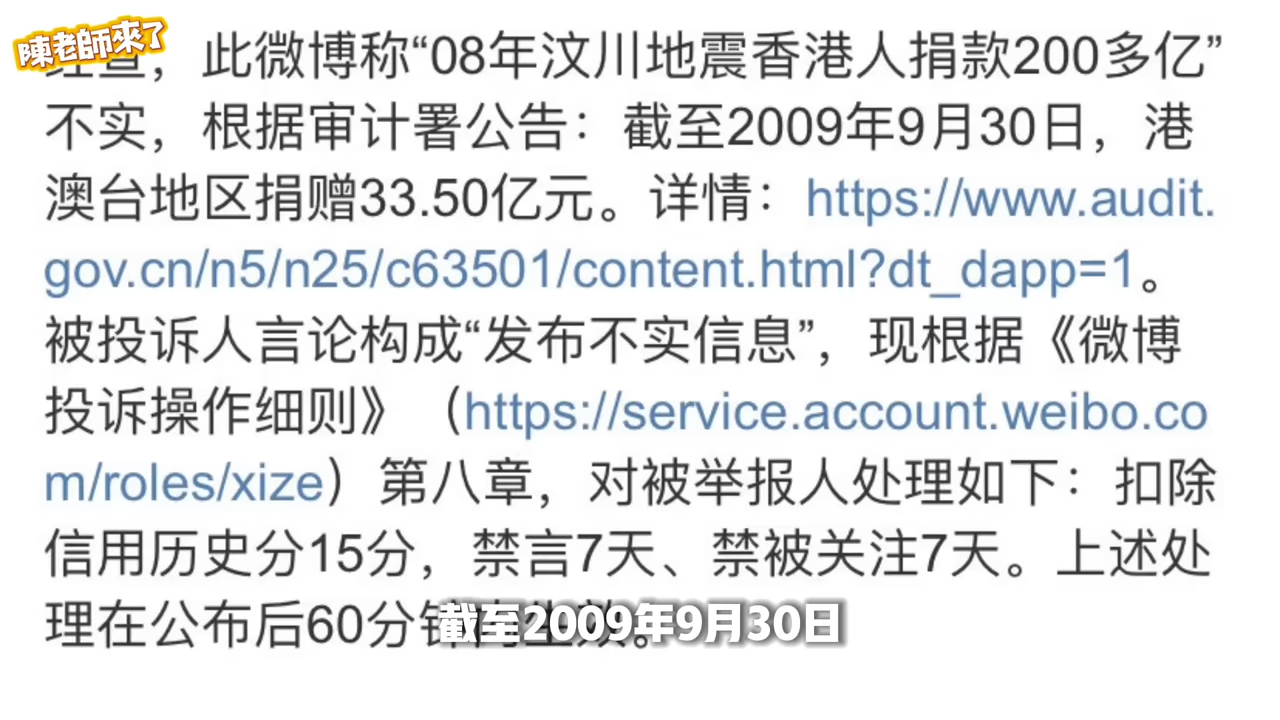 陳老師來了
此微博称“08年汶川地震香港人捐款200多亿”
不实，根据审计署公告：截至2009年9月30日，港
澳台地区捐赠33.50亿元。详情：https://www.audit.
gov.cn/n5/n25/c63501/content.html?dt_dapp=1。
被投诉人言论构成“发布不实信息”，现根据《微博
投诉操作细则》（https://service.account.weibo.co
m/roles/xize）第八章，对被举报人处理如下：扣除
信用历史分15分，禁言7天、禁被关注7天。上述处
理在公布后60分
截至2009年9月30日